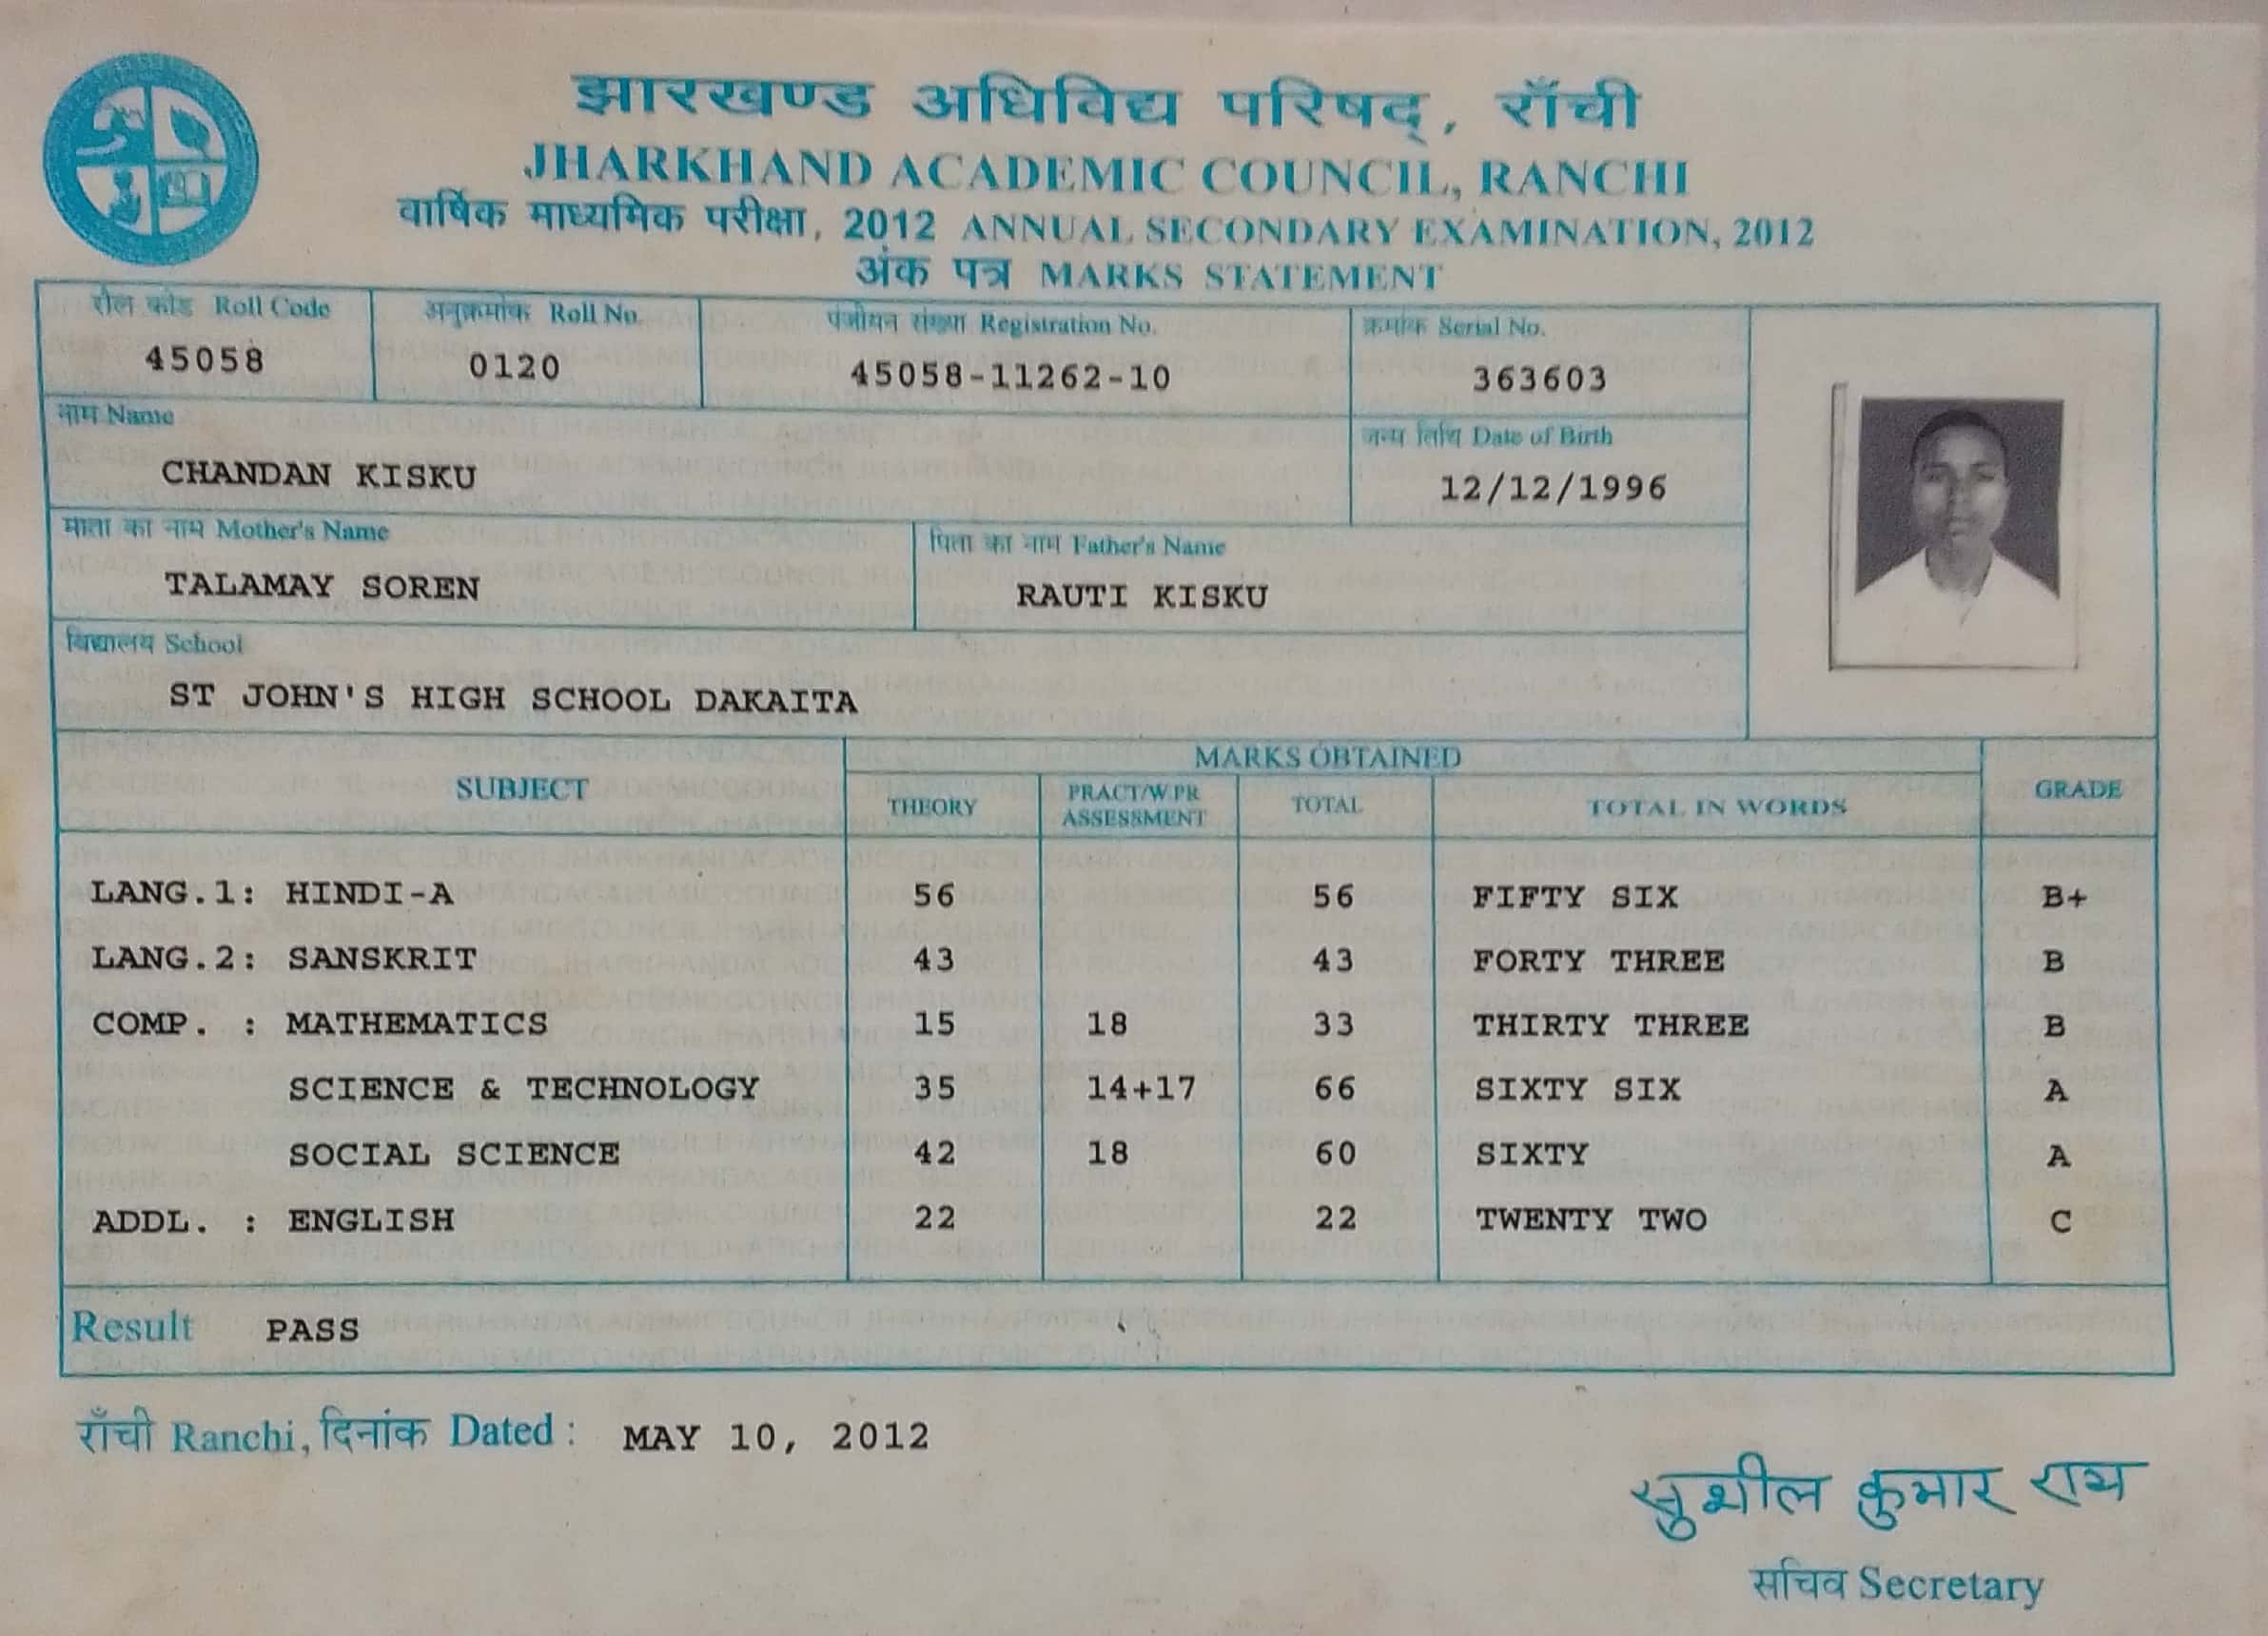 झारखण्ड अधिविद्य परिषद्, राँची
JHARKHAND ACADEMIC COUNCIL, RANCHI
वार्षिक माध्यमिक परीक्षा, 2012 ANNUAL SECONDARY EXAMINATION, 2012
अंक पत्र MARKS STATEMENT
रौल कोड Roll Code अनुक्रमांक Roll No. पंजीयन संख्या Registration No. क्रमांक Serial No.
45058 0120 45058-11262-10 363603
नाम Name जन्म तिथि Date of Birth
CHANDAN KISKU 12/12/1996
माता का नाम Mother's Name पिता का नाम Father's Name
TALAMAY SOREN RAUTI KISKU
विद्यालय School
ST JOHN'S HIGH SCHOOL DAKAITA
MARKS OBTAINED
SUBJECT THEORY PRACT/W.PR ASSESSMENT TOTAL TOTAL IN WORDS GRADE
LANG.1: HINDI-A 56 56 FIFTY SIX B+
LANG.2: SANSKRIT 43 43 FORTY THREE B
COMP. : MATHEMATICS 15 18 33 THIRTY THREE B
SCIENCE & TECHNOLOGY 35 14+17 66 SIXTY SIX A
SOCIAL SCIENCE 42 18 60 SIXTY A
ADDL. : ENGLISH 22 22 TWENTY TWO C
Result PASS
राँची Ranchi, दिनांक Dated : MAY 10, 2012
सुशील कुमार राय
सचिव Secretary